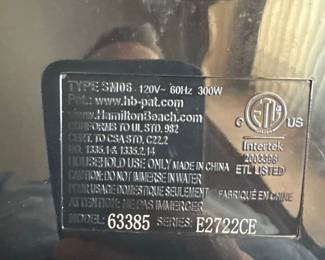 TYPE SM06 120V~ 60Hz 300W
Pat.: www.hb-pat.com
www.HamiltonBeach.com
CONFORMS TO UL STD. 982
CERT. TO CSA STD. C22.2
NO. 1335.1 & 1335.2.14
HOUSEHOLD USE ONLY MADE IN CHINA
CAUTION: DO NOT IMMERSE IN WATER
POUR USAGE DOMESTIQUE SEULEMENT FABRIQUÉ EN CHINE
ATTENTION: NE PAS IMMERGER
MODEL: 63385 SERIES: E2722CE
ETL
C US
Intertek
ETL LISTED